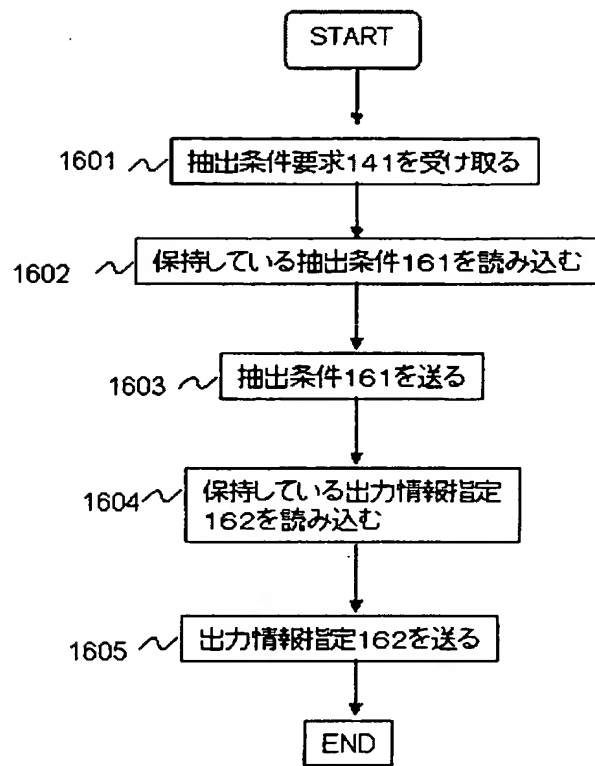 START
1601 抽出条件要求141を受け取る
1602 保持している抽出条件161を読み込む
1603 抽出条件161を送る
1604 保持している出力情報指定
162を読み込む
1605 出力情報指定162を送る
END